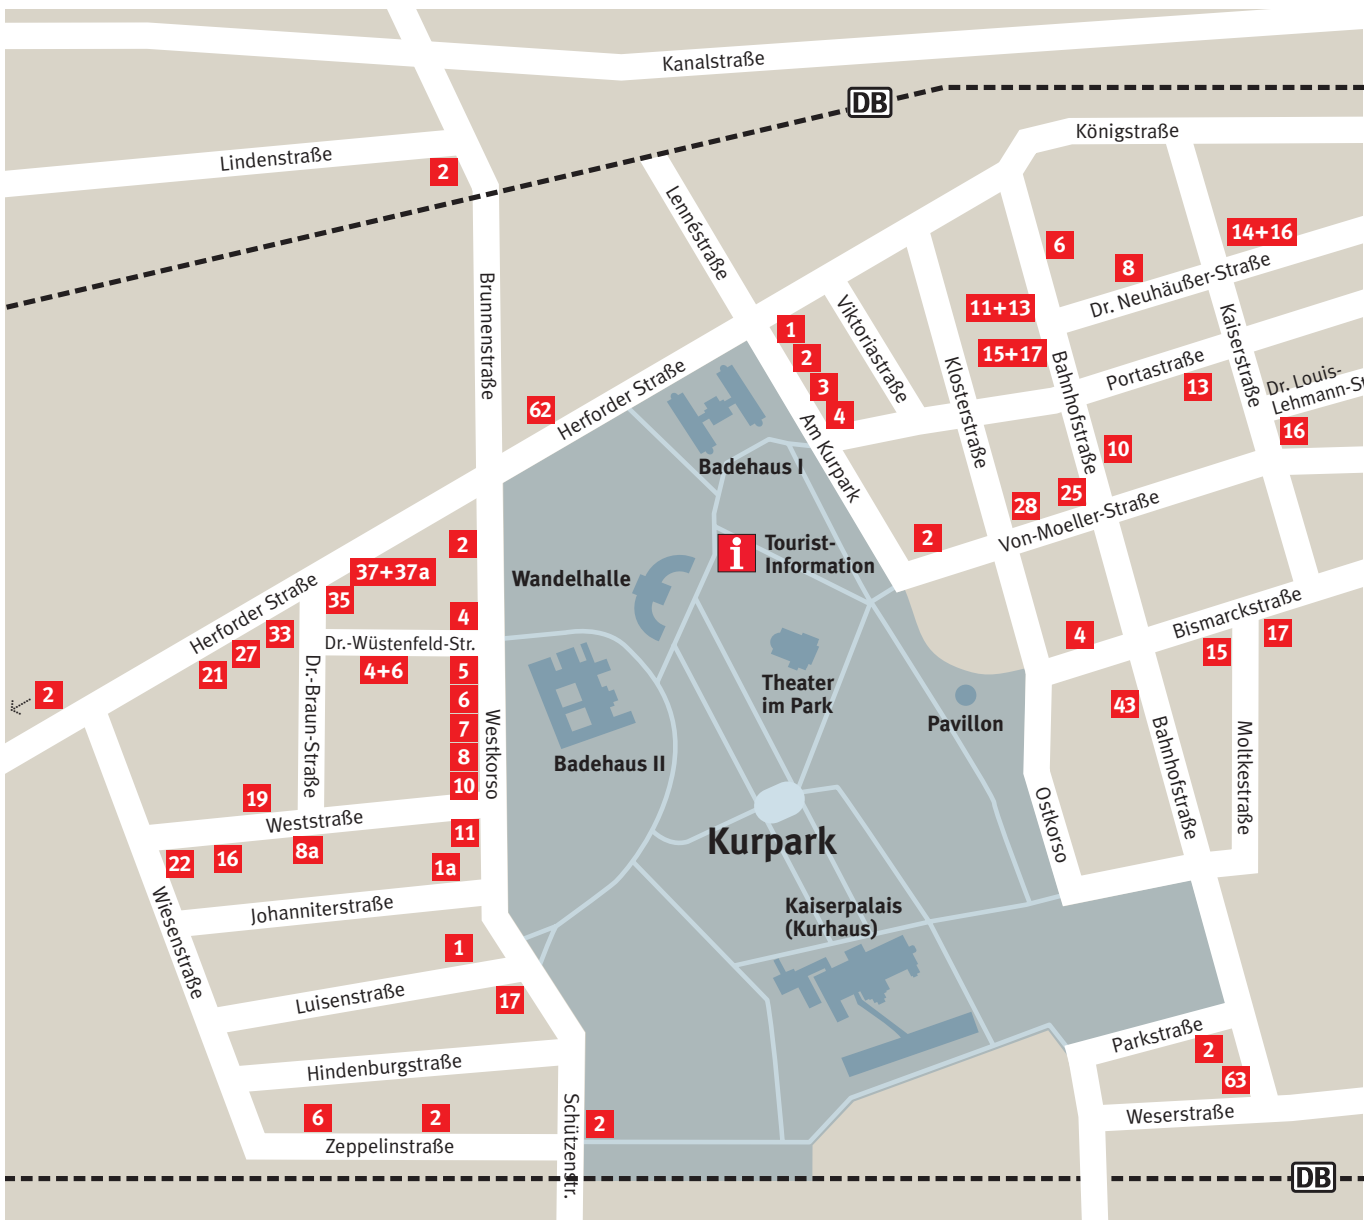 Kanalstraße
DB
Königstraße
Lindenstraße
2
Lennéstraße
14+16
6
8
Dr. Neuhäußer-Straße
Brunnenstraße
Viktoriastraße
11+13
Kaiserstraße
1
2
3
4
15+17
Klosterstraße
Bahnhofstraße
Portastraße
13
Dr. Louis-
Lehmann-St
16
62
Herforder Straße
Am Kurpark
Badehaus I
10
25
28
Von-Moeller-Straße
2
2
i
Tourist-
Information
Wandelhalle
37+37a
35
Herforder Straße
33
27
21
2
4
Dr.-Wüstenfeld-Str.
4+6
5
6
7
8
10
Dr.-Braun-Straße
Westkorso
Theater
im Park
Pavillon
Badehaus II
4
Bismarckstraße
15
17
43
Bahnhofstraße
Moltkestraße
Ostkorso
19
Weststraße
11
22
16
8a
1a
Kurpark
Wiesenstraße
Johanniterstraße
Kaiserpalais
(Kurhaus)
1
Luisenstraße
17
Hindenburgstraße
Parkstraße
2
63
6
2
Zeppelinstraße
Schützenstr.
2
Weserstraße
DB